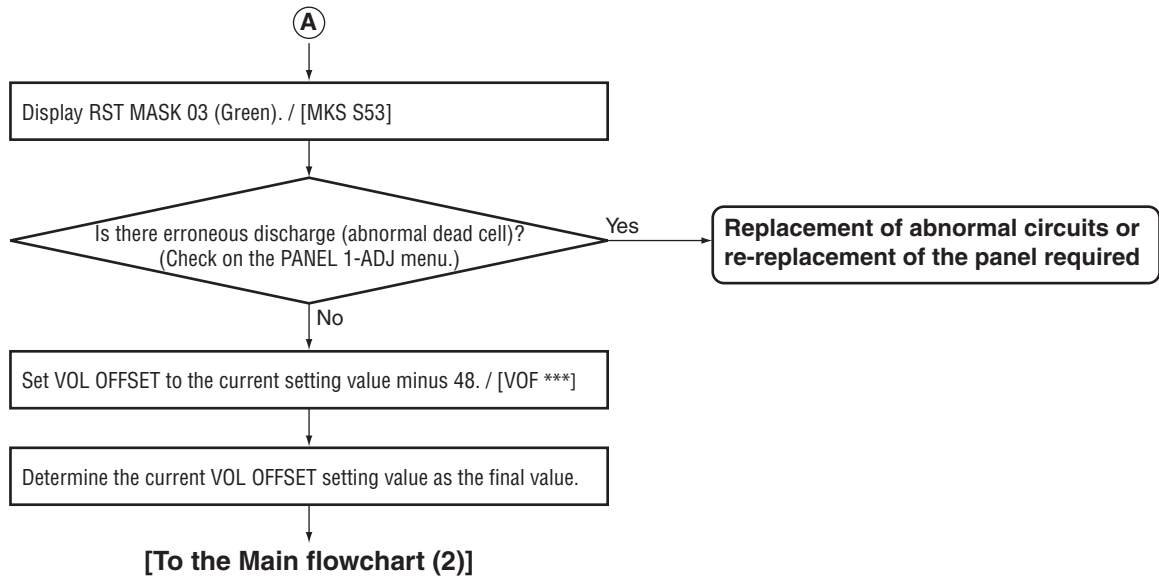 A
Display RST MASK 03 (Green). / [MKS S53]
Is there erroneous discharge (abnormal dead cell)?
(Check on the PANEL 1-ADJ menu.)
Yes
Replacement of abnormal circuits or
re-replacement of the panel required
No
Set VOL OFFSET to the current setting value minus 48. / [VOF ***]
Determine the current VOL OFFSET setting value as the final value.
[To the Main flowchart (2)]